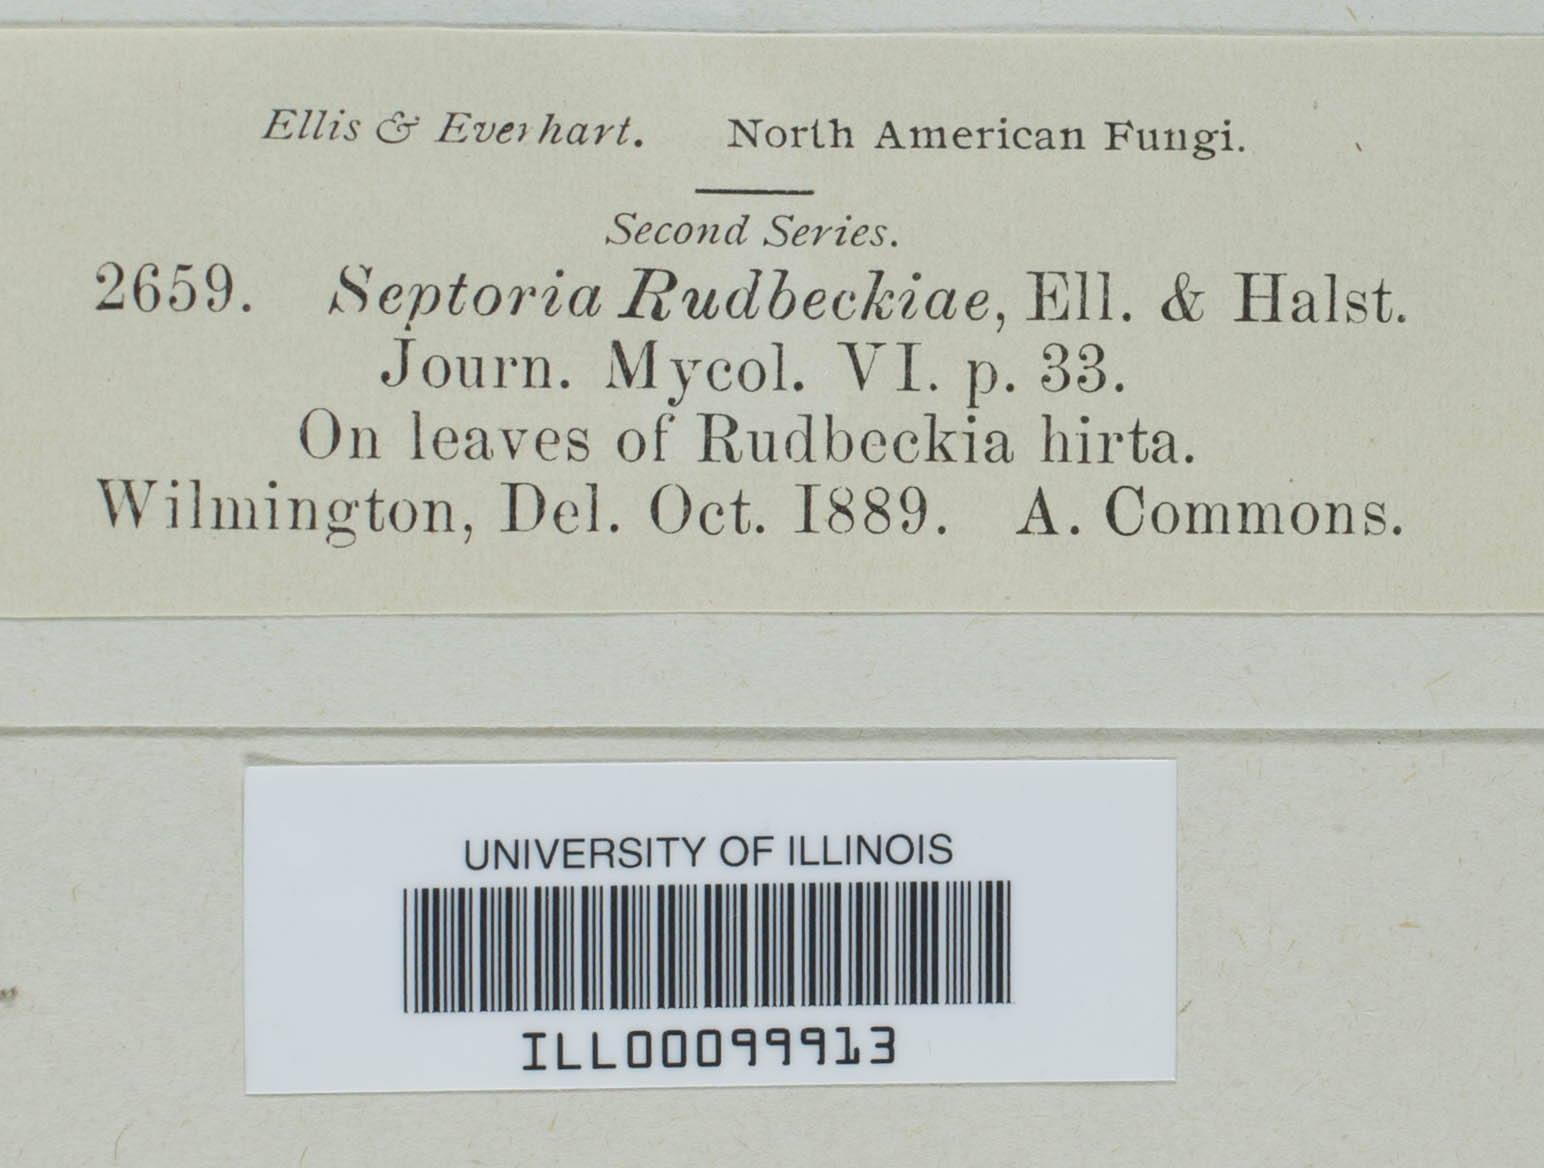 Ellis & Everhart. North American Fungi.
Second Series.
2659. Septoria Rudbeckiae, Ell. & Halst.
Journ. Mycol. VI. p. 33.
On leaves of Rudbeckia hirta.
Wilmington, Del. Oct. 1889. A. Commons.
UNIVERSITY OF ILLINOIS
ILL00099913